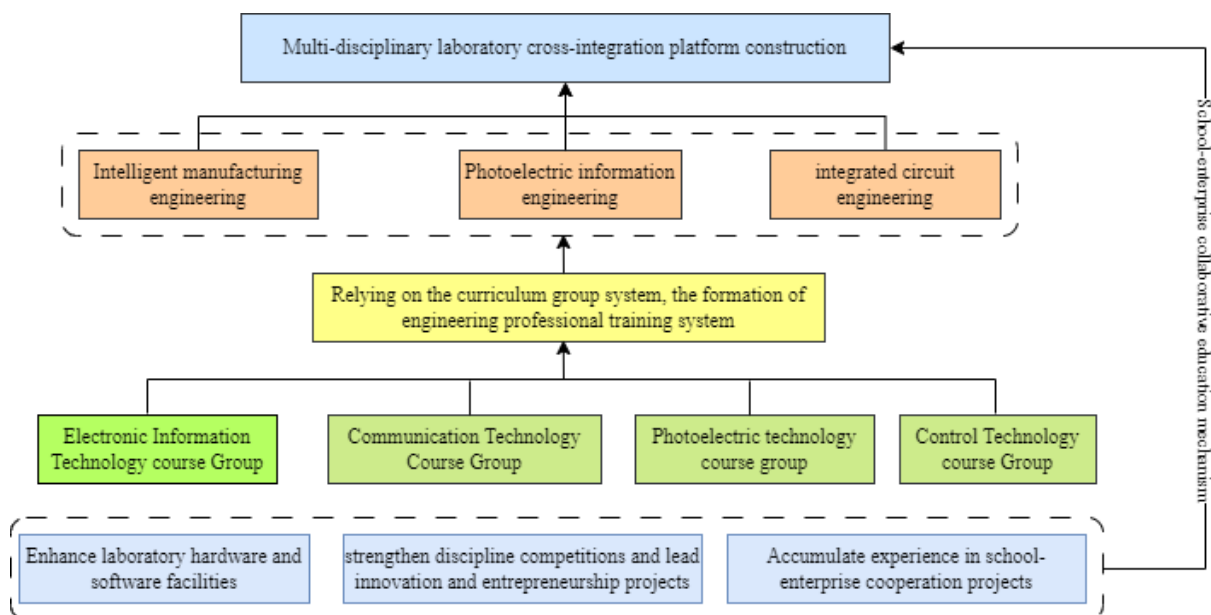 Multi-disciplinary laboratory cross-integration platform construction
Intelligent manufacturing
engineering
Photoelectric information
engineering
integrated circuit
engineering
Relying on the curriculum group system, the formation of
engineering professional training system
Electronic Information
Technology course Group
Communication Technology
Course Group
Photoelectric technology
course group
Control Technology
course Group
Enhance laboratory hardware and
software facilities
strengthen discipline competitions and lead
innovation and entrepreneurship projects
Accumulate experience in school-
enterprise cooperation projects
School-enterprise collaborative education mechanism